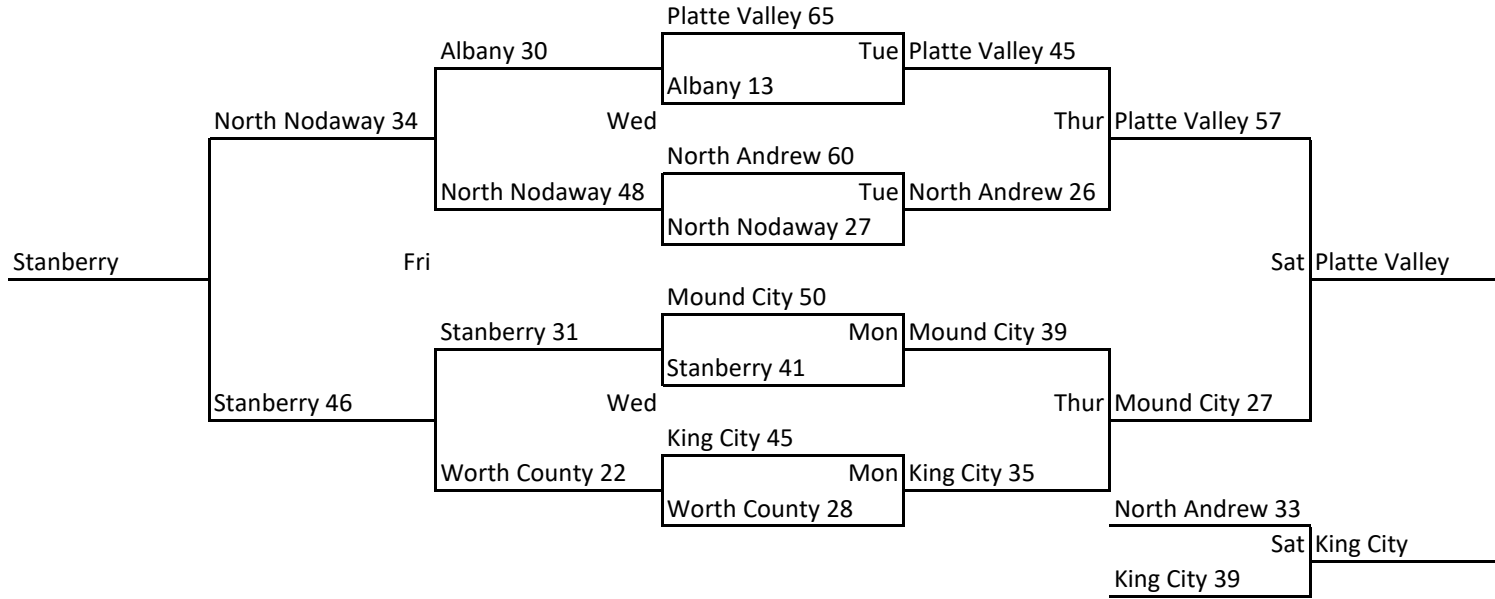 Platte Valley 65
Albany 30
Tue Platte Valley 45
Albany 13
North Nodaway 34
Wed
Thur Platte Valley 57
North Andrew 60
North Nodaway 48
Tue North Andrew 26
North Nodaway 27
Stanberry
Fri
Sat Platte Valley
Mound City 50
Stanberry 31
Mon Mound City 39
Stanberry 41
Stanberry 46
Wed
Thur Mound City 27
King City 45
Worth County 22
Mon King City 35
Worth County 28
North Andrew 33
Sat King City
King City 39